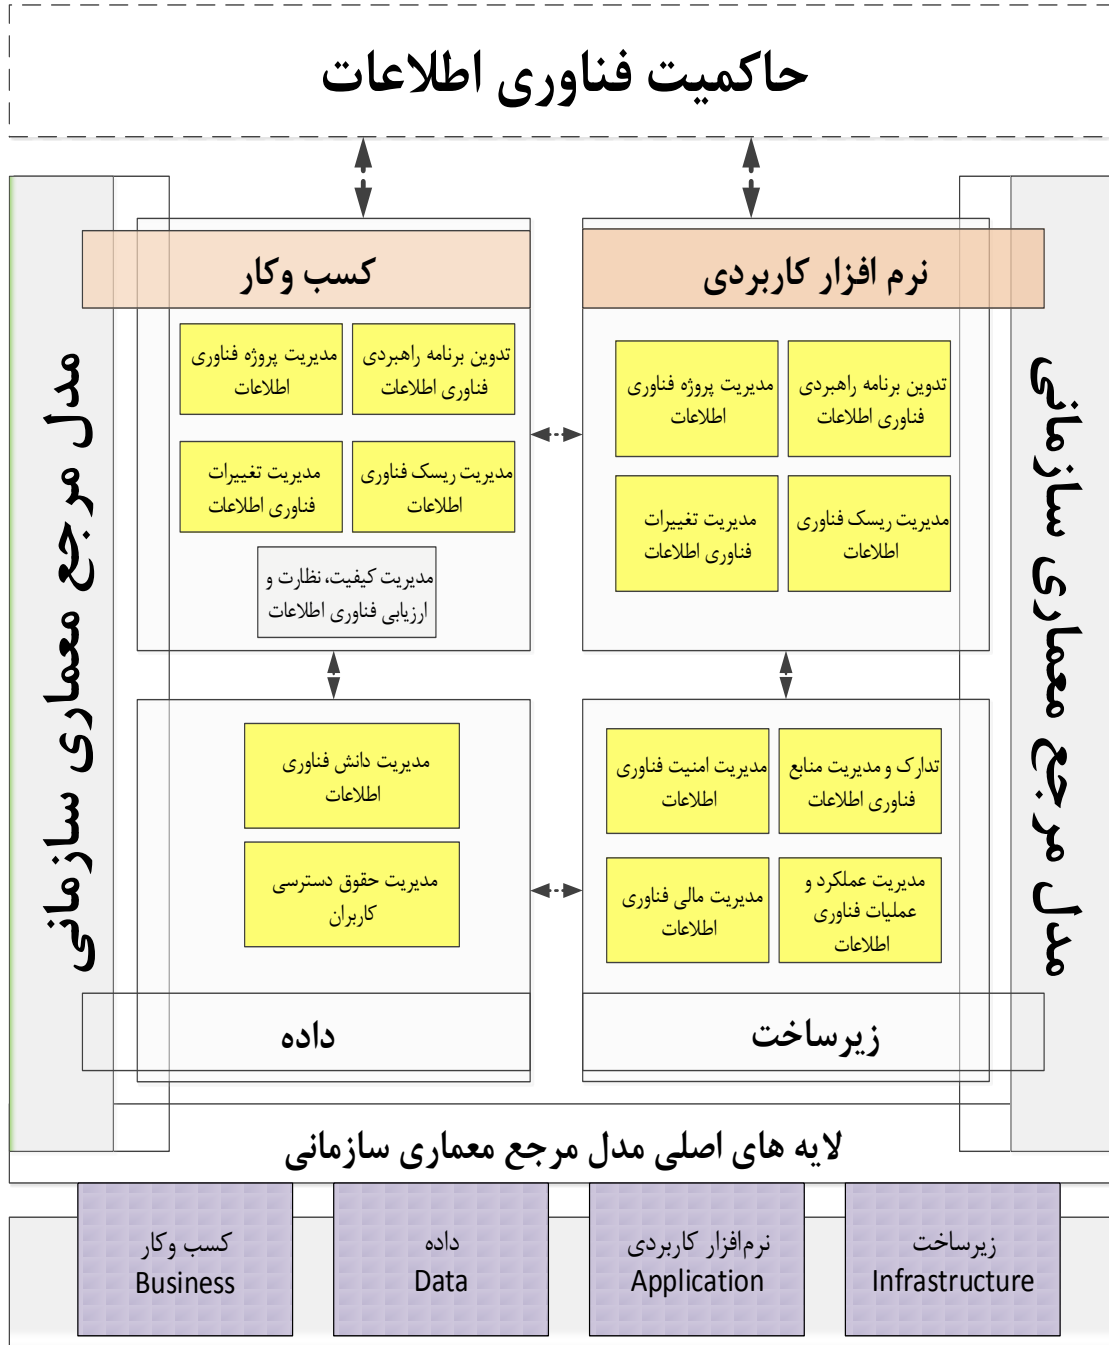 حاکمیت فناوری اطلاعات
مدل مرجع معماری سازمانی
نرم افزار کاربردی
تدوین برنامه راهبردی
فناوری اطلاعات
مدیریت پروژه فناوری
اطلاعات
مدیریت ریسک فناوری
اطلاعات
مدیریت تغییرات
فناوری اطلاعات
کسب وکار
تدوین برنامه راهبردی
فناوری اطلاعات
مدیریت پروژه فناوری
اطلاعات
مدیریت ریسک فناوری
اطلاعات
مدیریت تغییرات
فناوری اطلاعات
مدیریت کیفیت، نظارت و
ارزیابی فناوری اطلاعات
تدارک و مدیریت منابع
فناوری اطلاعات
مدیریت امنیت فناوری
اطلاعات
مدیریت عملکرد و
عملیات فناوری
اطلاعات
مدیریت مالی فناوری
اطلاعات
زیرساخت
مدیریت دانش فناوری
اطلاعات
مدیریت حقوق دسترسی
کاربران
داده
مدل مرجع معماری سازمانی
لایه های اصلی مدل مرجع معماری سازمانی
زیرساخت
Infrastructure
نرم‌افزار کاربردی
Application
داده
Data
کسب وکار
Business